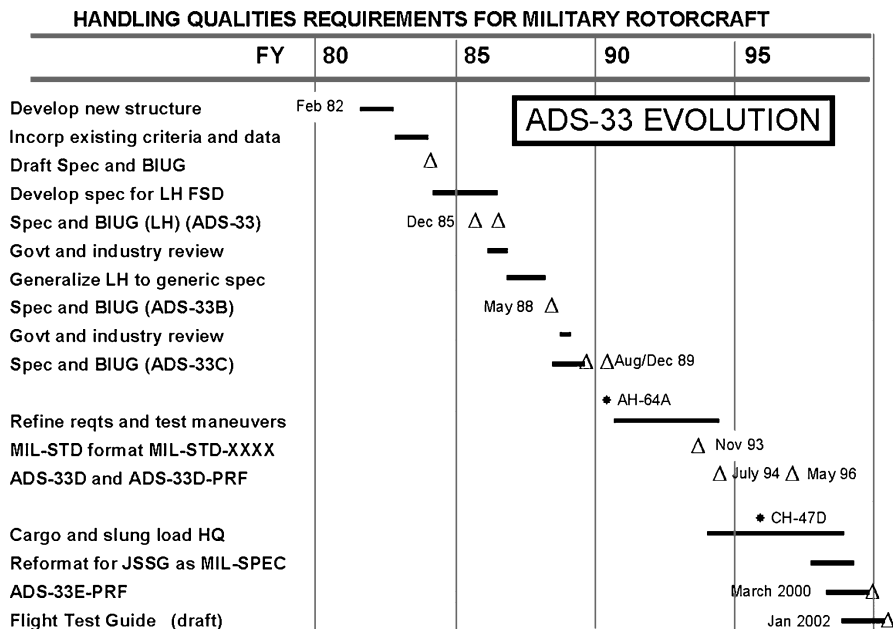 HANDLING QUALITIES REQUIREMENTS FOR MILITARY ROTORCRAFT
FY 80 85 90 95
ADS-33 EVOLUTION
Develop new structure Feb 82
Incorp existing criteria and data
Draft Spec and BIUG
Develop spec for LH FSD
Spec and BIUG (LH) (ADS-33) Dec 85
Govt and industry review
Generalize LH to generic spec
Spec and BIUG (ADS-33B) May 88
Govt and industry review
Spec and BIUG (ADS-33C) Aug/Dec 89
AH-64A
Refine reqts and test maneuvers
MIL-STD format MIL-STD-XXXX Nov 93
ADS-33D and ADS-33D-PRF July 94 May 96
CH-47D
Cargo and slung load HQ
Reformat for JSSG as MIL-SPEC
ADS-33E-PRF March 2000
Flight Test Guide (draft) Jan 2002